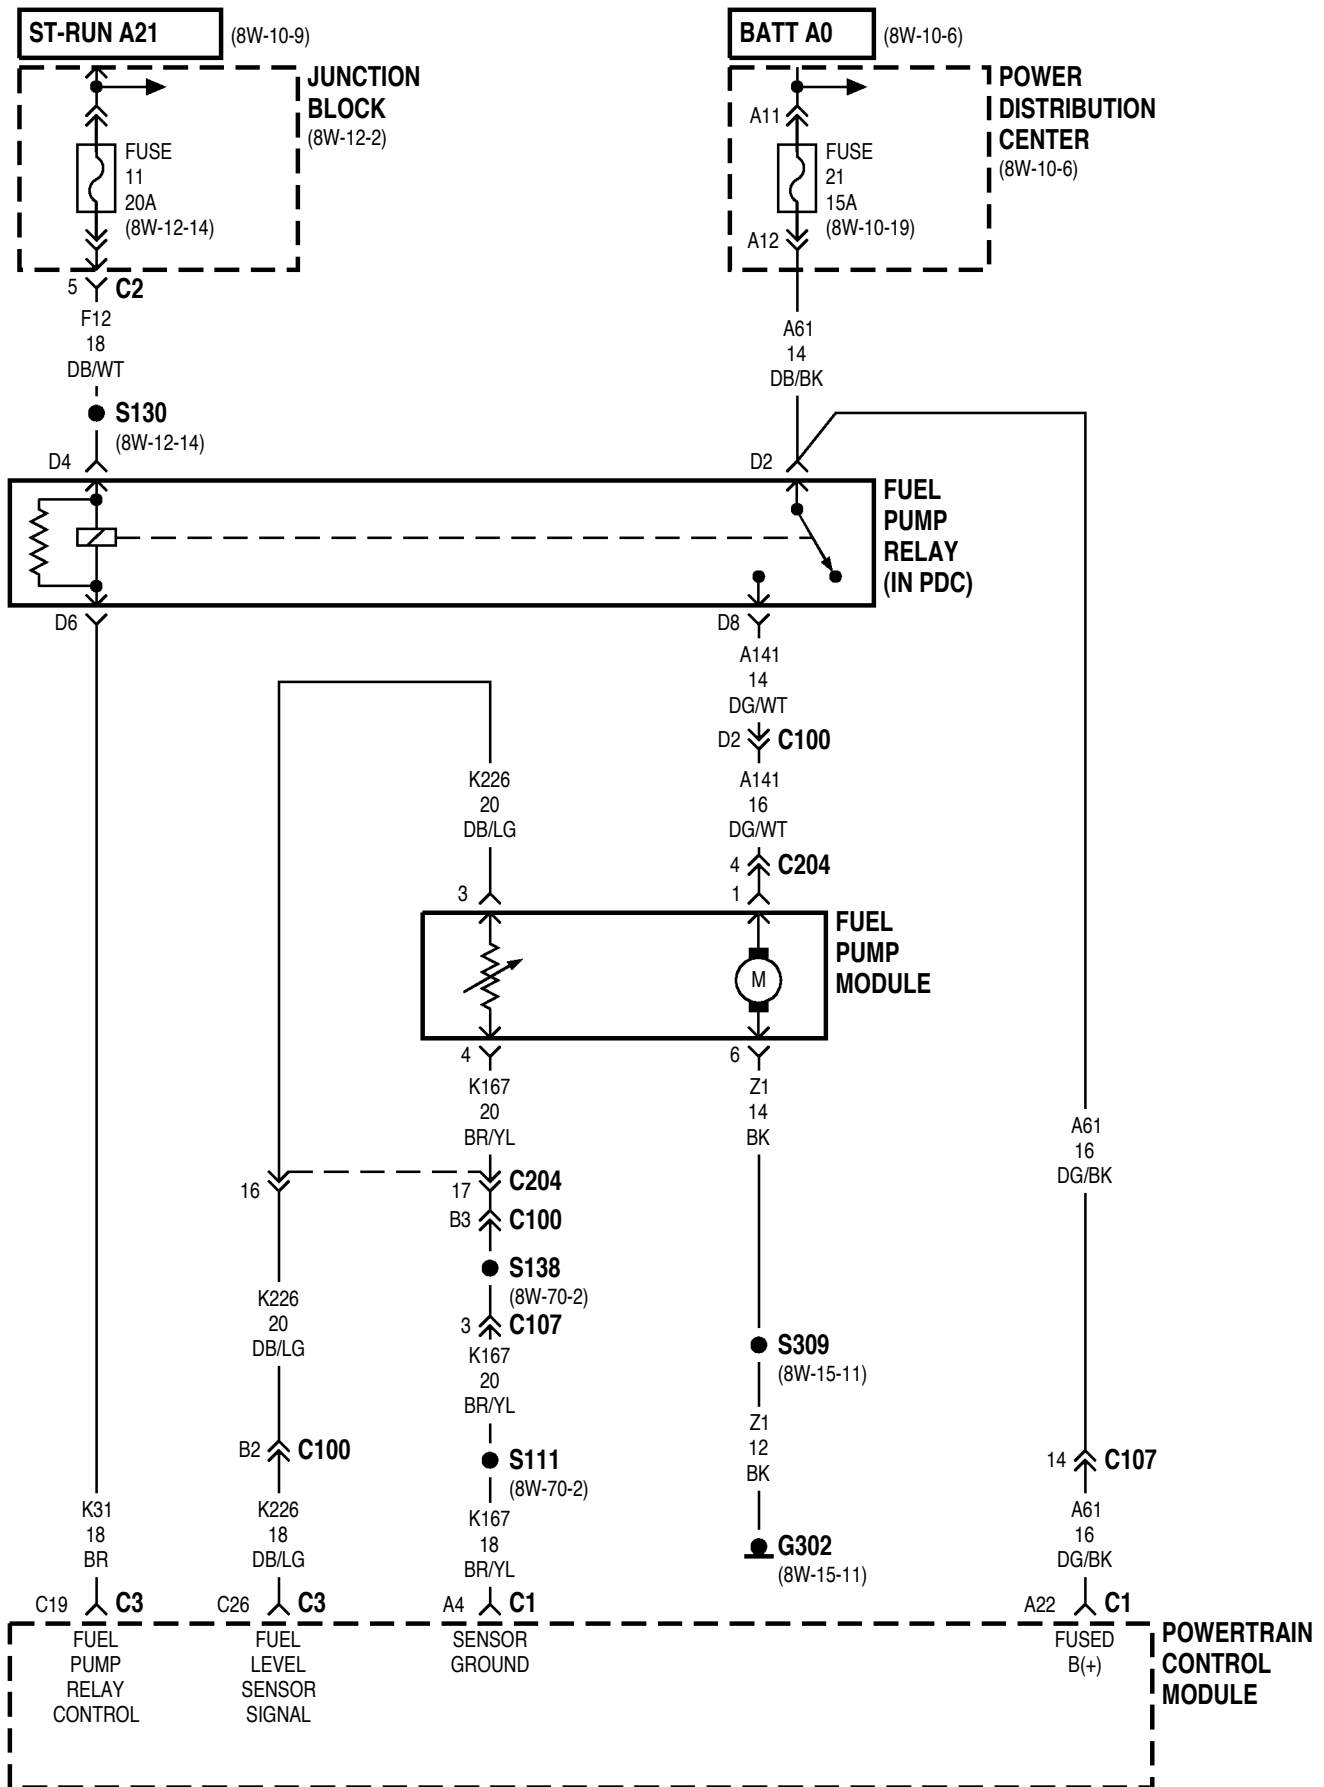 ST-RUN A21
(8W-10-9)
BATT A0
(8W-10-6)
JUNCTION
BLOCK
(8W-12-2)
POWER
DISTRIBUTION
CENTER
(8W-10-6)
FUSE
11
20A
(8W-12-14)
A11
FUSE
21
15A
(8W-10-19)
A12
5
C2
F12
18
DB/WT
A61
14
DB/BK
S130
(8W-12-14)
D4
D2
FUEL
PUMP
RELAY
(IN PDC)
D6
D8
A141
14
DG/WT
D2
C100
K226
20
DB/LG
A141
16
DG/WT
4
C204
3
1
FUEL
PUMP
MODULE
M
4
6
K167
20
BR/YL
Z1
14
BK
A61
16
DG/BK
16
17
C204
B3
C100
S138
(8W-70-2)
K226
20
DB/LG
3
C107
K167
20
BR/YL
S309
(8W-15-11)
Z1
12
BK
B2
C100
S111
(8W-70-2)
14
C107
K31
18
BR
K226
18
DB/LG
K167
18
BR/YL
G302
(8W-15-11)
A61
16
DG/BK
C19
C3
C26
C3
A4
C1
A22
C1
FUEL
PUMP
RELAY
CONTROL
FUEL
LEVEL
SENSOR
SIGNAL
SENSOR
GROUND
FUSED
B(+)
POWERTRAIN
CONTROL
MODULE